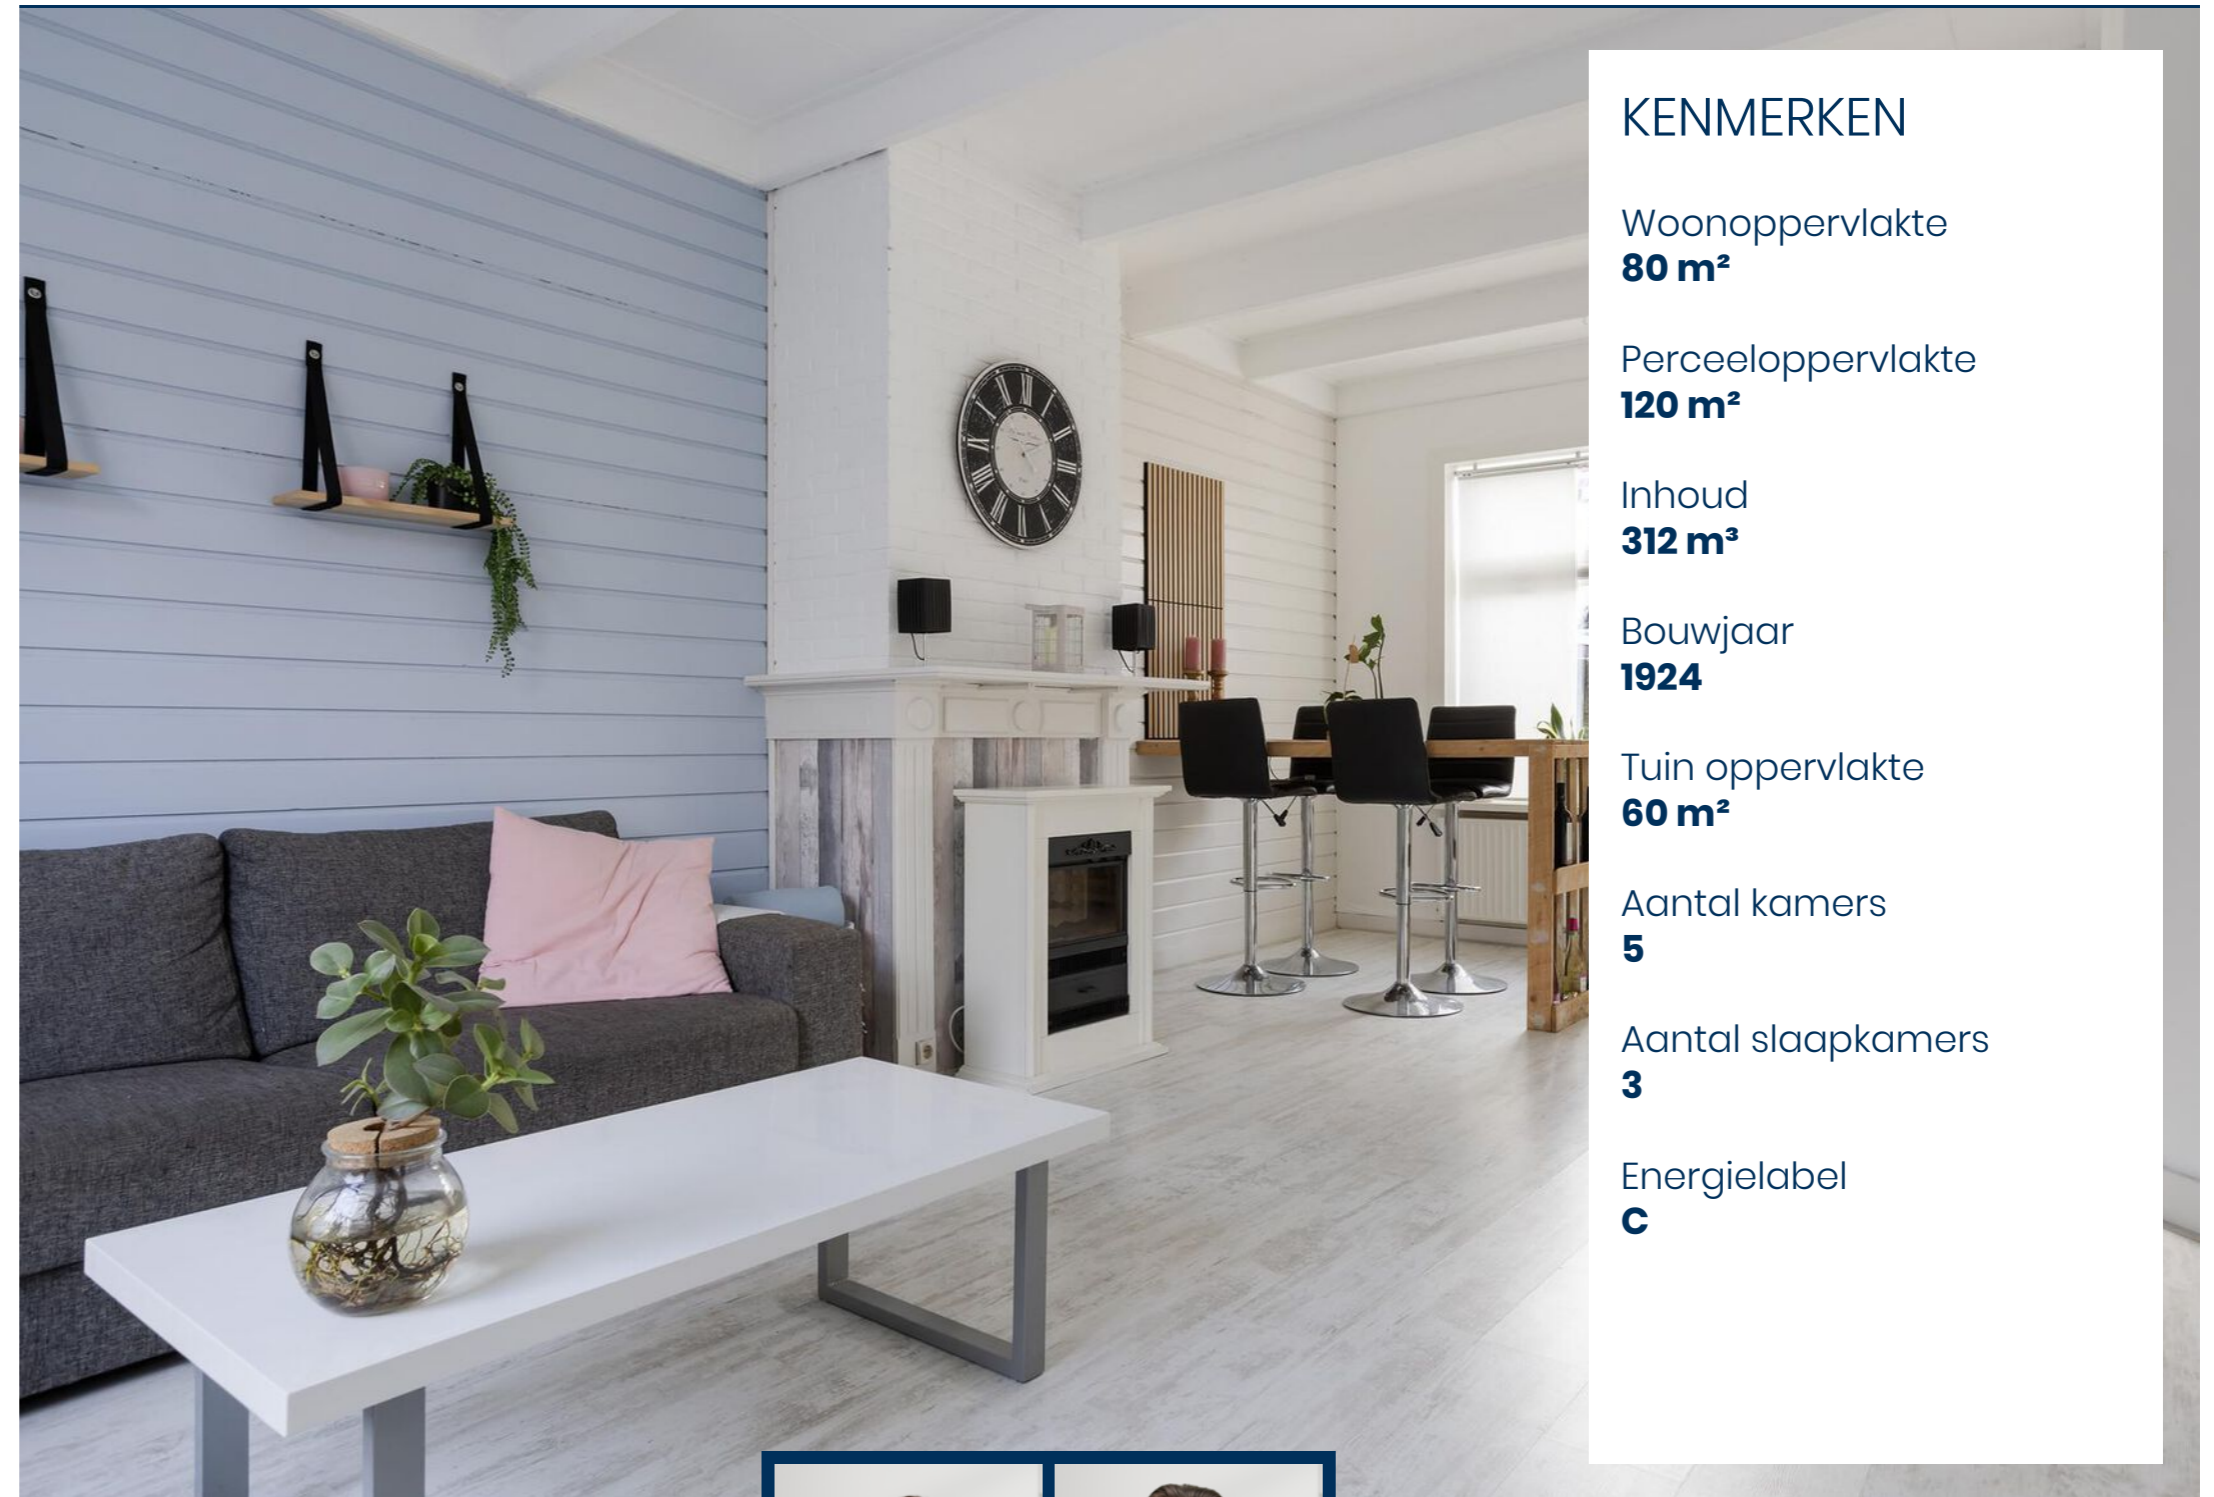 KENMERKEN
Woonoppervlakte
80 m²
Perceeloppervlakte
120 m²
Inhoud
312 m³
Bouwjaar
1924
Tuin oppervlakte
60 m²
Aantal kamers
5
Aantal slaapkamers
3
Energielabel
C